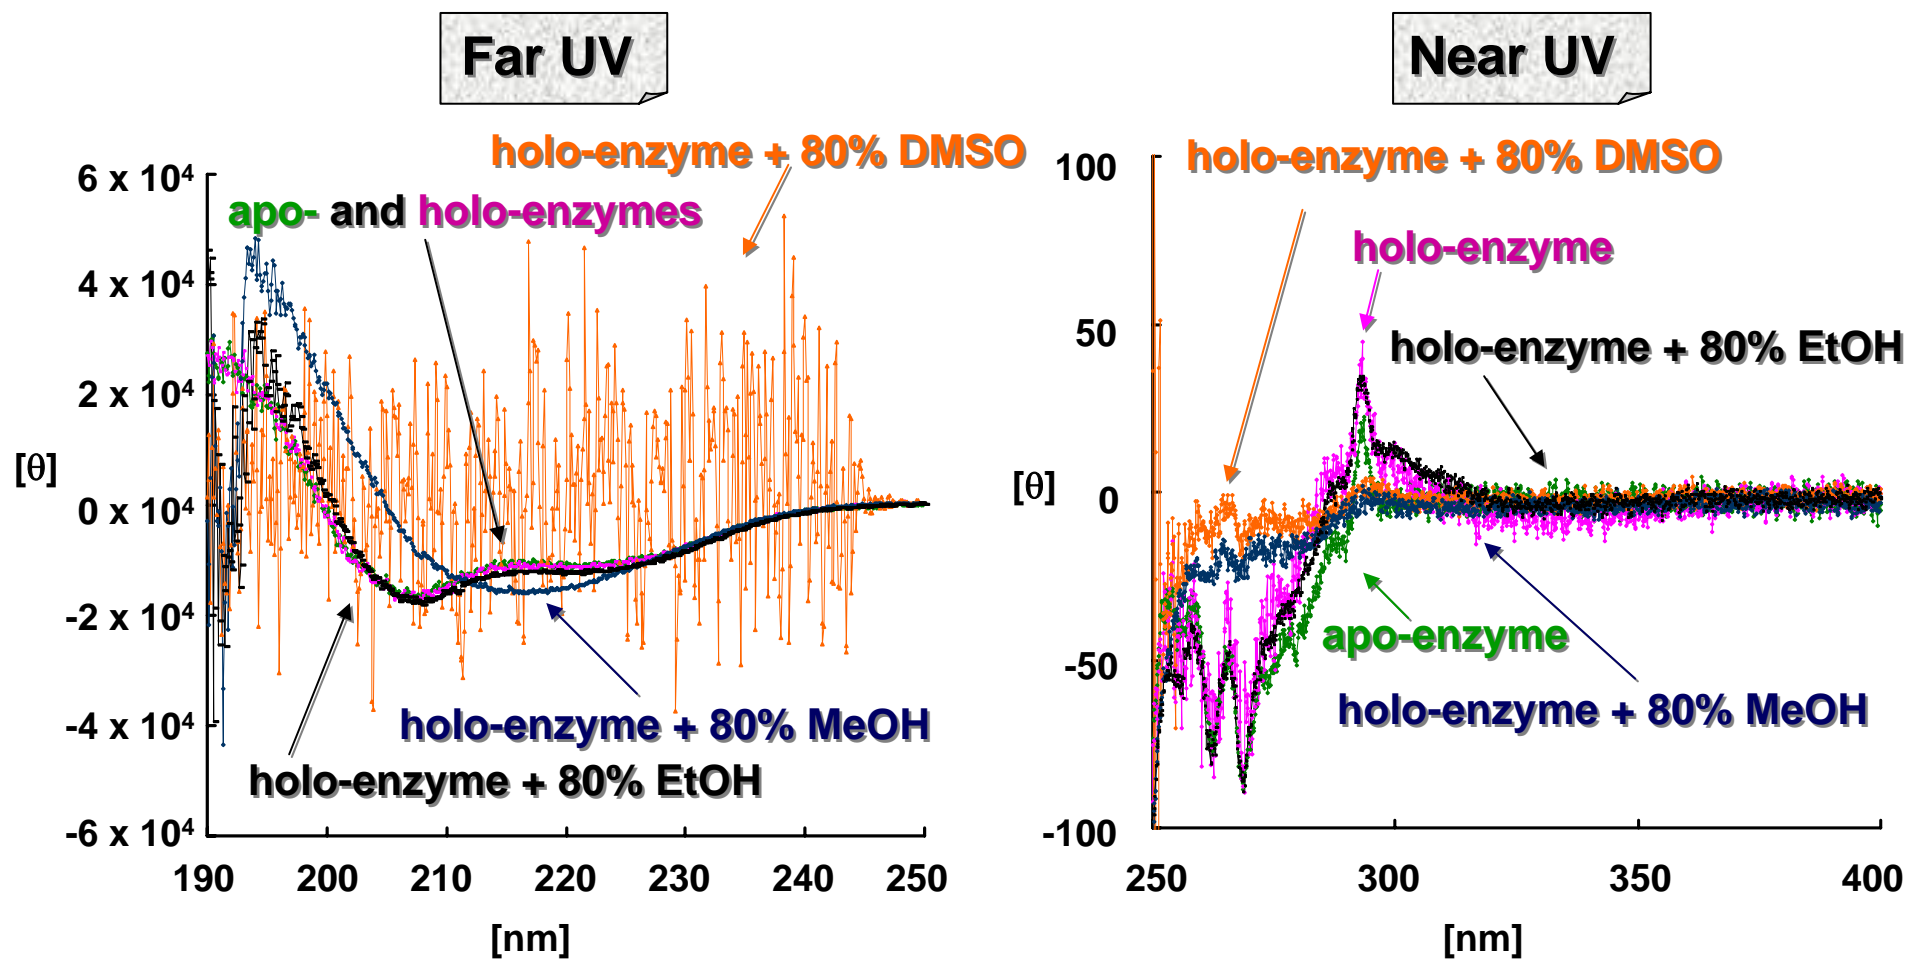 Far UV
holo-enzyme + 80% DMSO
apo- and holo-enzymes
6 x 10⁴
4 x 10⁴
2 x 10⁴
[θ]
0 x 10⁴
-2 x 10⁴
-4 x 10⁴
-6 x 10⁴
holo-enzyme + 80% MeOH
holo-enzyme + 80% EtOH
190 200 210 220 230 240 250
[nm]
Near UV
holo-enzyme + 80% DMSO
holo-enzyme
holo-enzyme + 80% EtOH
100
50
[θ]
0
-50
-100
apo-enzyme
holo-enzyme + 80% MeOH
250 300 350 400
[nm]